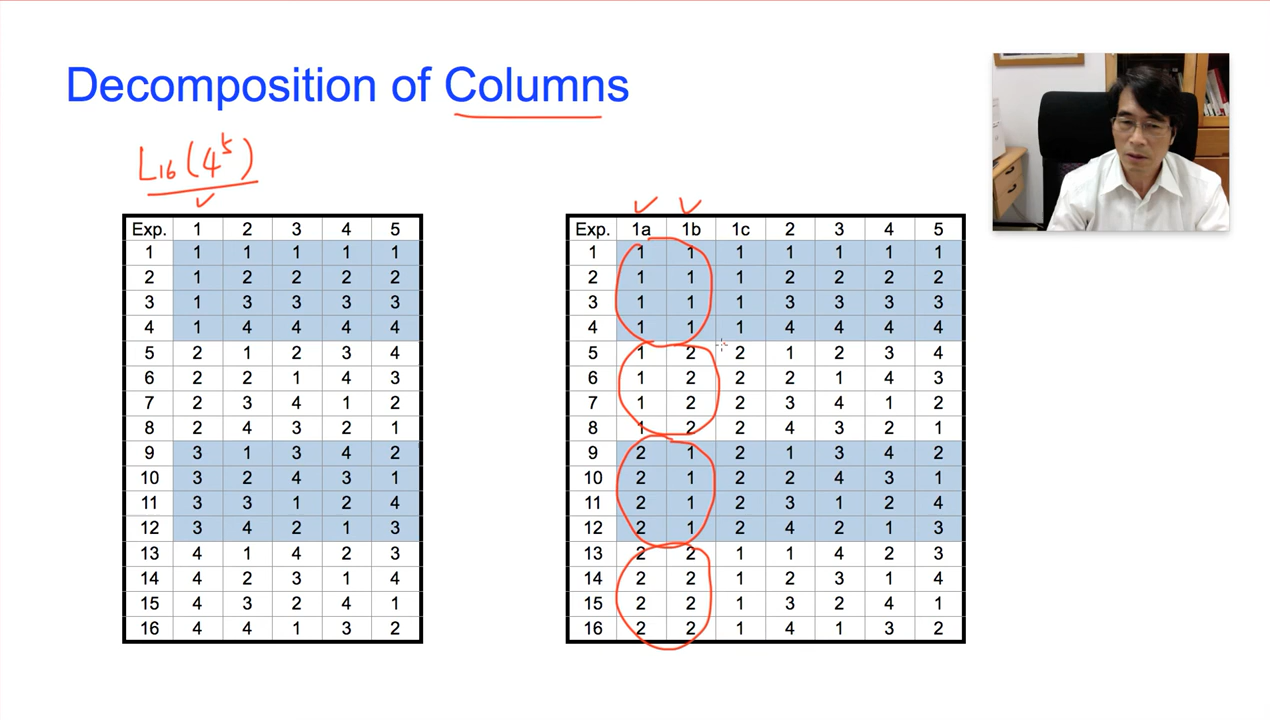 Decomposition of Columns
L16 (4^5)
Exp. 1 2 3 4 5
1 1 1 1 1 1
2 1 2 2 2 2
3 1 3 3 3 3
4 1 4 4 4 4
5 2 1 2 3 4
6 2 2 1 4 3
7 2 3 4 1 2
8 2 4 3 2 1
9 3 1 3 4 2
10 3 2 4 3 1
11 3 3 1 2 4
12 3 4 2 1 3
13 4 1 4 2 3
14 4 2 3 1 4
15 4 3 2 4 1
16 4 4 1 3 2
Exp. 1a 1b 1c 2 3 4 5
1 1 1 1 1 1 1 1
2 1 1 1 2 2 2 2
3 1 1 1 3 3 3 3
4 1 1 1 4 4 4 4
5 1 2 2 1 2 3 4
6 1 2 2 2 1 4 3
7 1 2 2 3 4 1 2
8 1 2 2 4 3 2 1
9 2 1 2 1 3 4 2
10 2 1 2 2 4 3 1
11 2 1 2 3 1 2 4
12 2 1 2 4 2 1 3
13 2 2 1 1 4 2 3
14 2 2 1 2 3 1 4
15 2 2 1 3 2 4 1
16 2 2 1 4 1 3 2